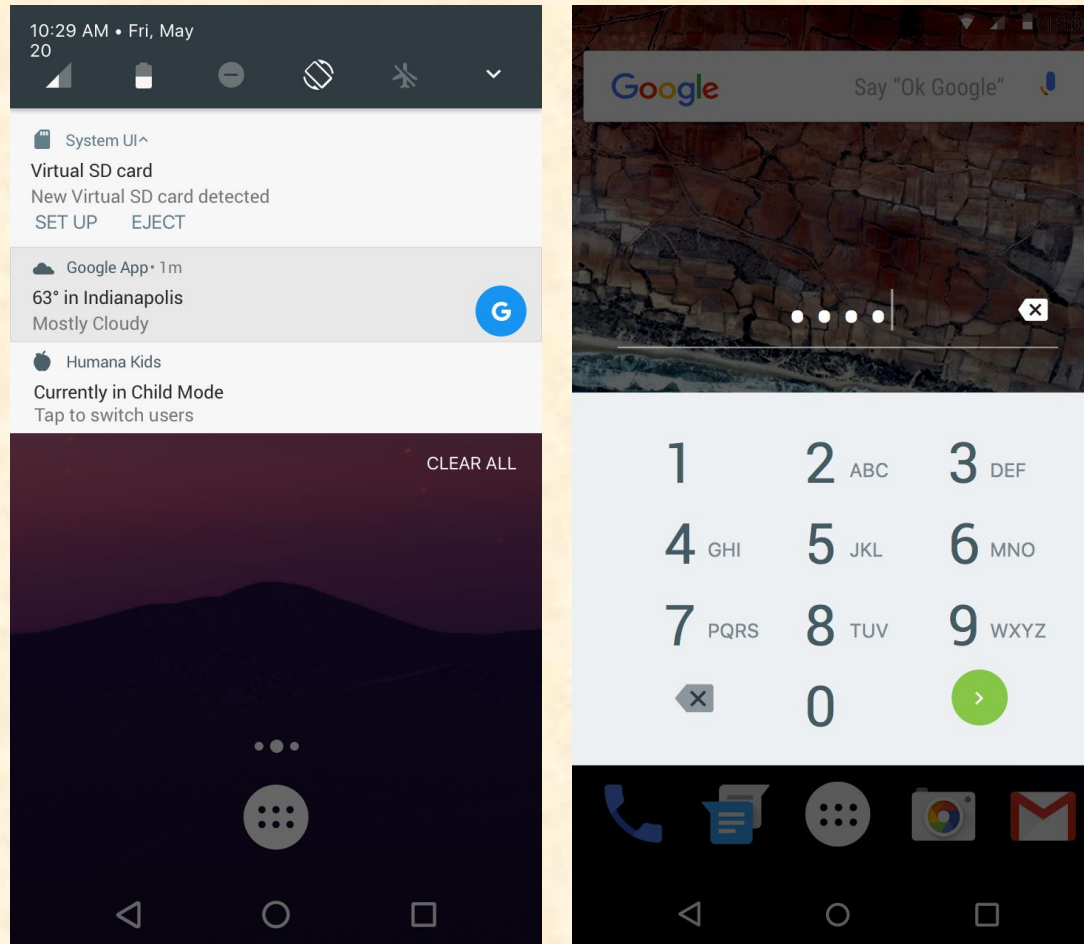 10:29 AM • Fri, May
20
System UI^
Virtual SD card
New Virtual SD card detected
SET UP EJECT
Google App • 1m
63° in Indianapolis
Mostly Cloudy
G
Humana Kids
Currently in Child Mode
Tap to switch users
CLEAR ALL
Google Say "Ok Google"
1 2 ABC 3 DEF
4 GHI 5 JKL 6 MNO
7 PQRS 8 TUV 9 WXYZ
0